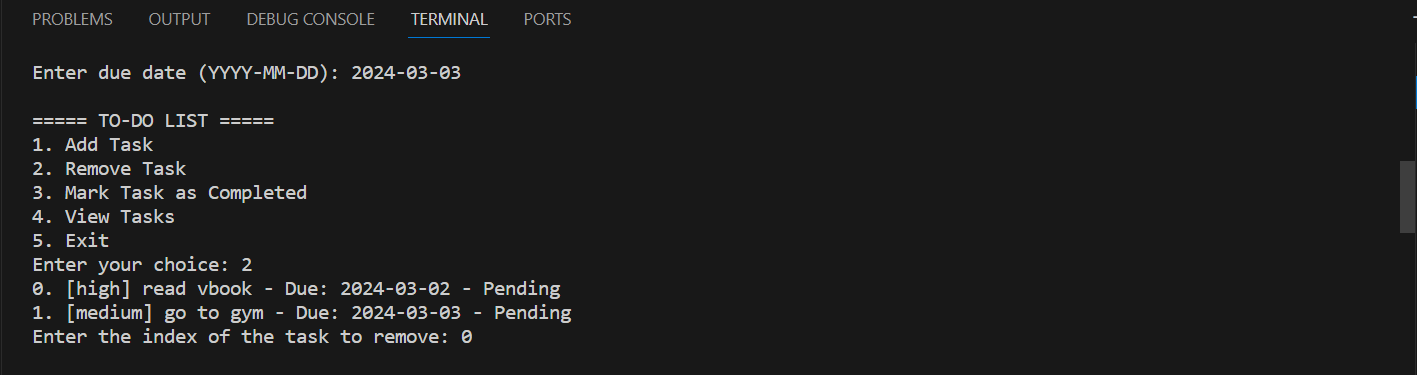 PROBLEMS OUTPUT DEBUG CONSOLE TERMINAL PORTS
Enter due date (YYYY-MM-DD): 2024-03-03
===== TO-DO LIST =====
1. Add Task
2. Remove Task
3. Mark Task as Completed
4. View Tasks
5. Exit
Enter your choice: 2
0. [high] read vbook - Due: 2024-03-02 - Pending
1. [medium] go to gym - Due: 2024-03-03 - Pending
Enter the index of the task to remove: 0